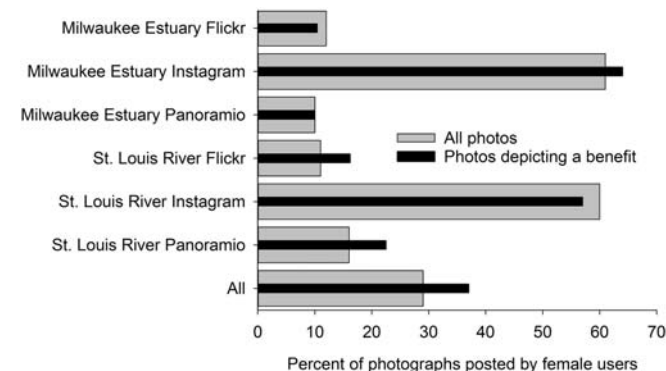 Milwaukee Estuary Flickr
Milwaukee Estuary Instagram
Milwaukee Estuary Panoramio
St. Louis River Flickr
St. Louis River Instagram
St. Louis River Panoramio
All
All photos
Photos depicting a benefit
0 10 20 30 40 50 60 70
Percent of photographs posted by female users